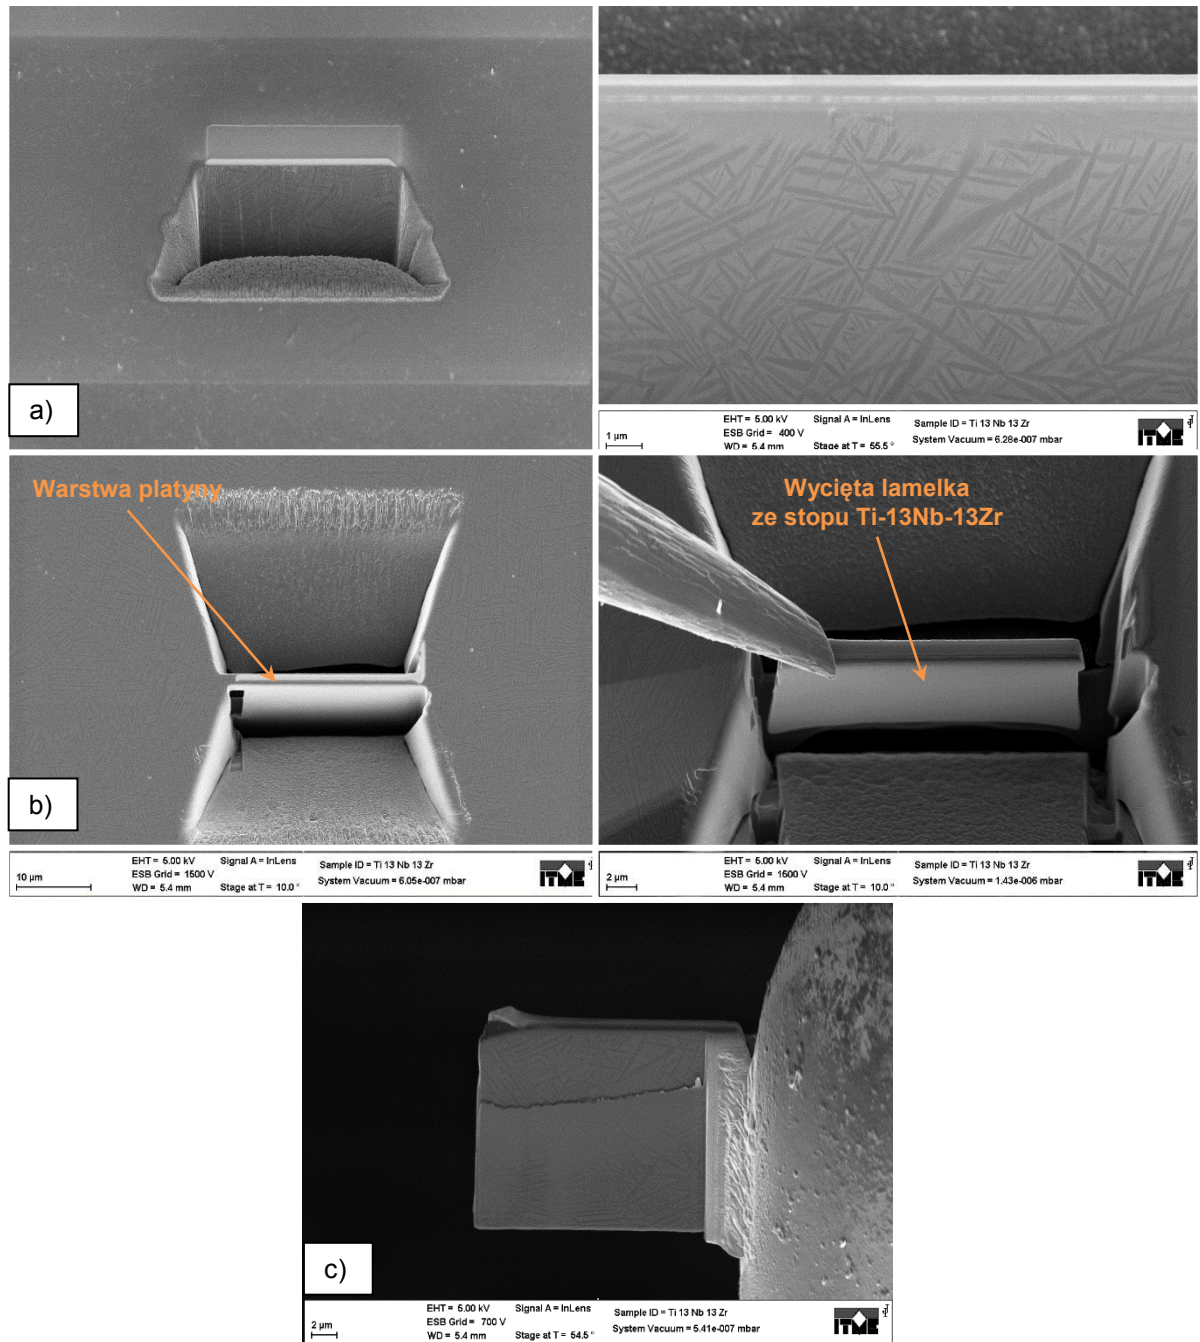 a)
1 µm
EHT = 5.00 kV Signal A = InLens Sample ID = Ti 13 Nb 13 Zr
ESB Grid = 400 V System Vacuum = 6.28e-007 mbar
WD = 5.4 mm Stage at T = 55.5 °
ITME
Warstwa platyny
b)
10 µm
EHT = 5.00 kV Signal A = InLens Sample ID = Ti 13 Nb 13 Zr
ESB Grid = 1500 V System Vacuum = 6.05e-007 mbar
WD = 5.4 mm Stage at T = 10.0 °
ITME
Wycięta lamelka
ze stopu Ti-13Nb-13Zr
2 µm
EHT = 5.00 kV Signal A = InLens Sample ID = Ti 13 Nb 13 Zr
ESB Grid = 1500 V System Vacuum = 1.43e-006 mbar
WD = 5.4 mm Stage at T = 10.0 °
ITME
c)
2 µm
EHT = 5.00 kV Signal A = InLens Sample ID = Ti 13 Nb 13 Zr
ESB Grid = 700 V System Vacuum = 5.41e-007 mbar
WD = 5.4 mm Stage at T = 54.5 °
ITME